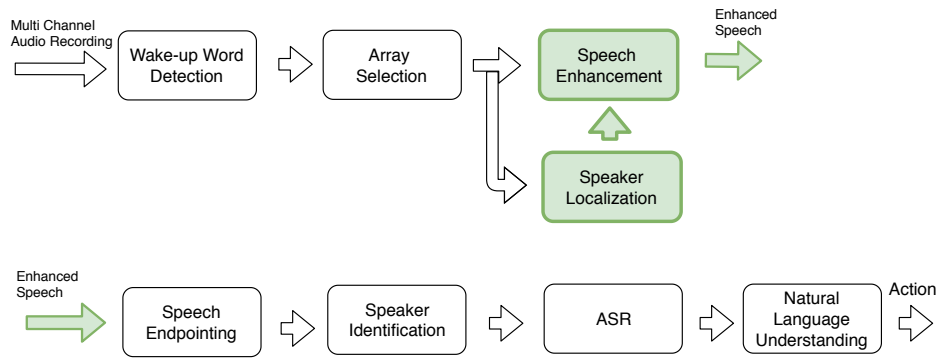 Multi Channel
Audio Recording
Wake-up Word
Detection
Array
Selection
Speech
Enhancement
Enhanced
Speech
Speaker
Localization
Enhanced
Speech
Speech
Endpointing
Speaker
Identification
ASR
Natural
Language
Understanding
Action